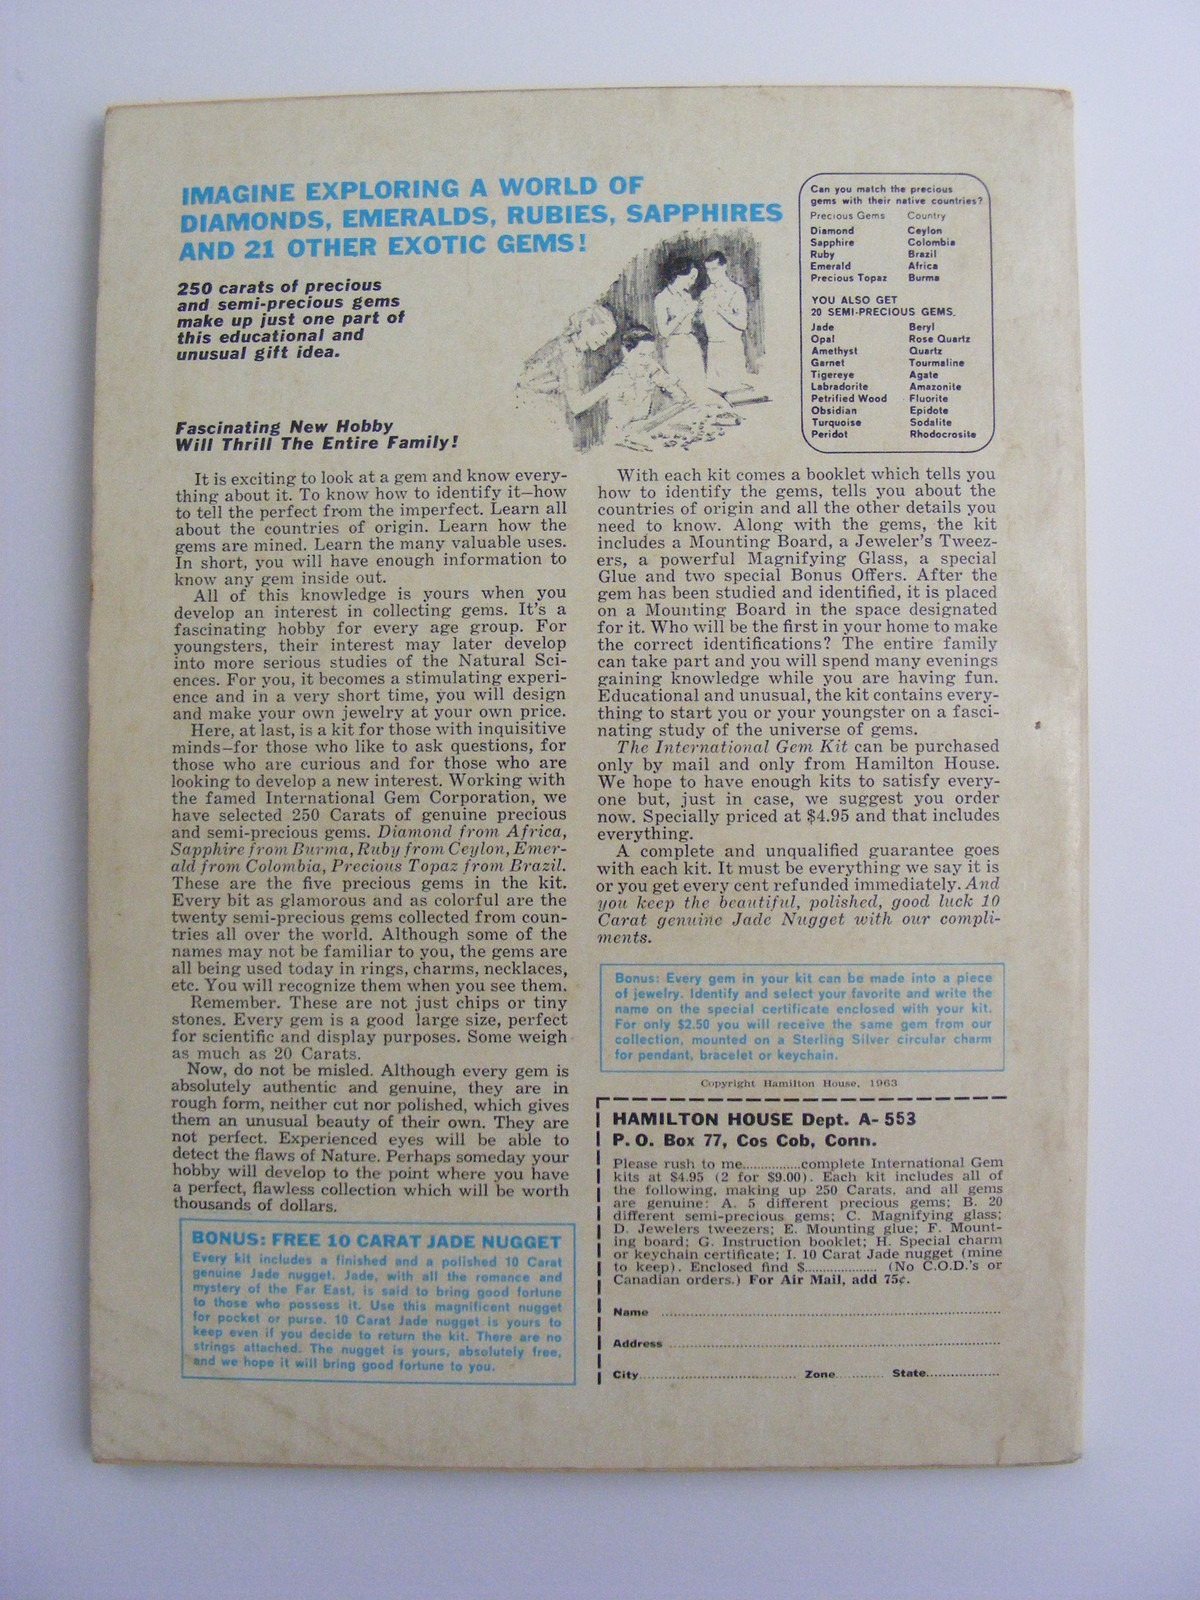 IMAGINE EXPLORING A WORLD OF
DIAMONDS, EMERALDS, RUBIES, SAPPHIRES
AND 21 OTHER EXOTIC GEMS!
250 carats of precious
and semi-precious gems
make up just one part of
this educational and
unusual gift idea.
Fascinating New Hobby
Will Thrill The Entire Family!
Can you match the precious
gems with their native countries?
Precious Gems Country
Diamond Ceylon
Sapphire Colombia
Ruby Brazil
Emerald Africa
Precious Topaz Burma
YOU ALSO GET
20 SEMI-PRECIOUS GEMS.
Jade Beryl
Opal Rose Quartz
Amethyst Quartz
Garnet Tourmaline
Tigereye Agate
Labradorite Amazonite
Petrified Wood Fluorite
Obsidian Epidote
Turquoise Sodalite
Peridot Rhodocrosite
It is exciting to look at a gem and know every-
thing about it. To know how to identify it—how
to tell the perfect from the imperfect. Learn all
about the countries of origin. Learn how the
gems are mined. Learn the many valuable uses.
In short, you will have enough information to
know any gem inside out.
All of this knowledge is yours when you
develop an interest in collecting gems. It's a
fascinating hobby for every age group. For
youngsters, their interest may later develop
into more serious studies of the Natural Sci-
ences. For you, it becomes a stimulating experi-
ence and in a very short time, you will design
and make your own jewelry at your own price.
Here, at last, is a kit for those with inquisitive
minds—for those who like to ask questions, for
those who are curious and for those who are
looking to develop a new interest. Working with
the famed International Gem Corporation, we
have selected 250 Carats of genuine precious
and semi-precious gems. Diamond from Africa,
Sapphire from Burma, Ruby from Ceylon, Emer-
ald from Colombia, Precious Topaz from Brazil.
These are the five precious gems in the kit.
Every bit as glamorous and as colorful are the
twenty semi-precious gems collected from coun-
tries all over the world. Although some of the
names may not be familiar to you, the gems are
all being used today in rings, charms, necklaces,
etc. You will recognize them when you see them.
Remember. These are not just chips or tiny
stones. Every gem is a good large size, perfect
for scientific and display purposes. Some weigh
as much as 20 Carats.
Now, do not be misled. Although every gem is
absolutely authentic and genuine, they are in
rough form, neither cut nor polished, which gives
them an unusual beauty of their own. They are
not perfect. Experienced eyes will be able to
detect the flaws of Nature. Perhaps someday your
hobby will develop to the point where you have
a perfect, flawless collection which will be worth
thousands of dollars.
BONUS: FREE 10 CARAT JADE NUGGET
Every kit includes a finished and a polished 10 Carat
genuine Jade nugget. Jade, with all the romance and
mystery of the Far East, is said to bring good fortune
to those who possess it. Use this magnificent nugget
for pocket or purse. 10 Carat Jade nugget is yours to
keep even if you decide to return the kit. There are no
strings attached. The nugget is yours, absolutely free,
and we hope it will bring good fortune to you.
With each kit comes a booklet which tells you
how to identify the gems, tells you about the
countries of origin and all the other details you
need to know. Along with the gems, the kit
includes a Mounting Board, a Jeweler's Tweez-
ers, a powerful Magnifying Glass, a special
Glue and two special Bonus Offers. After the
gem has been studied and identified, it is placed
on a Mounting Board in the space designated
for it. Who will be the first in your home to make
the correct identifications? The entire family
can take part and you will spend many evenings
gaining knowledge while you are having fun.
Educational and unusual, the kit contains every-
thing to start you or your youngster on a fasci-
nating study of the universe of gems.
The International Gem Kit can be purchased
only by mail and only from Hamilton House.
We hope to have enough kits to satisfy every-
one but, just in case, we suggest you order
now. Specially priced at $4.95 and that includes
everything.
A complete and unqualified guarantee goes
with each kit. It must be everything we say it is
or you get every cent refunded immediately. And
you keep the beautiful, polished, good luck 10
Carat genuine Jade Nugget with our compli-
ments.
Bonus: Every gem in your kit can be made into a piece
of jewelry. Identify and select your favorite and write the
name on the special certificate enclosed with your kit.
For only $2.50 you will receive the same gem from our
collection, mounted on a Sterling Silver circular charm
for pendant, bracelet or keychain.
Copyright Hamilton House, 1963
HAMILTON HOUSE Dept. A-553
P. O. Box 77, Cos Cob, Conn.
Please rush to me...............complete International Gem
kits at $4.95 (2 for $9.00). Each kit includes all of
the following, making up 250 Carats, and all gems
are genuine: A. 5 different precious gems; B. 20
different semi-precious gems; C. Magnifying glass;
D. Jewelers tweezers; E. Mounting glue; F. Mount-
ing board; G. Instruction booklet; H. Special charm
or keychain certificate; I. 10 Carat Jade nugget (mine
to keep). Enclosed find $................... (No C.O.D.'s or
Canadian orders.) For Air Mail, add 75¢.
Name
Address
City.......... Zone.......... State..........